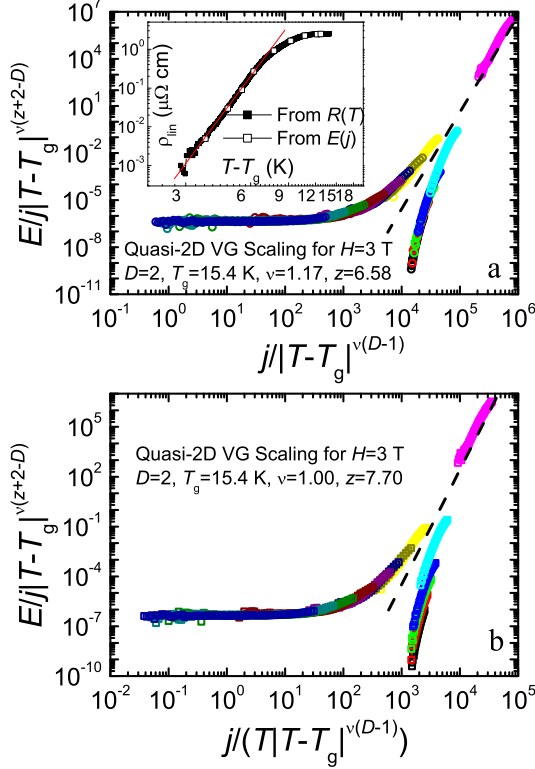 10^7
10^4
10^1
10^-2
10^-5
10^-8
10^-11
E/j|T-T_g|^ν(z+2-D)
10^0
10^-1
10^-2
10^-3
ρ_lin (μΩ cm)
From R(T)
From E(j)
T-T_g (K)
3 6 9 12 15 18
Quasi-2D VG Scaling for H=3 T
D=2, T_g=15.4 K, ν=1.17, z=6.58
a
10^-1 10^0 10^1 10^2 10^3 10^4 10^5 10^6
j/|T-T_g|^ν(D-1)
10^5
10^2
10^-1
10^-4
10^-7
10^-10
E/j|T-T_g|^ν(z+2-D)
Quasi-2D VG Scaling for H=3 T
D=2, T_g=15.4 K, ν=1.00, z=7.70
b
10^-2 10^-1 10^0 10^1 10^2 10^3 10^4 10^5
j/(T|T-T_g|^ν(D-1))